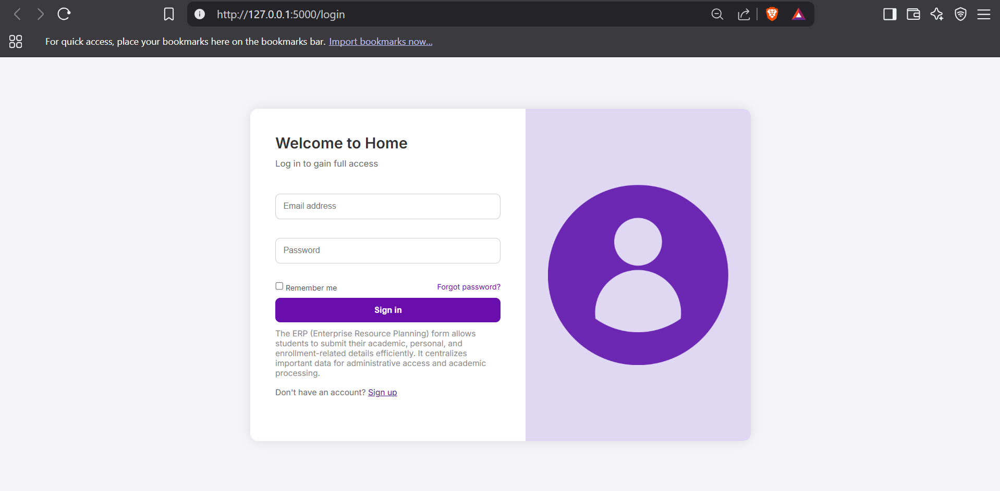 http://127.0.0.1:5000/login
For quick access, place your bookmarks here on the bookmarks bar. Import bookmarks now...
Welcome to Home
Log in to gain full access
Email address
Password
Remember me Forgot password?
Sign in
The ERP (Enterprise Resource Planning) form allows
students to submit their academic, personal, and
enrollment-related details efficiently. It centralizes
important data for administrative access and academic
processing.
Don't have an account? Sign up